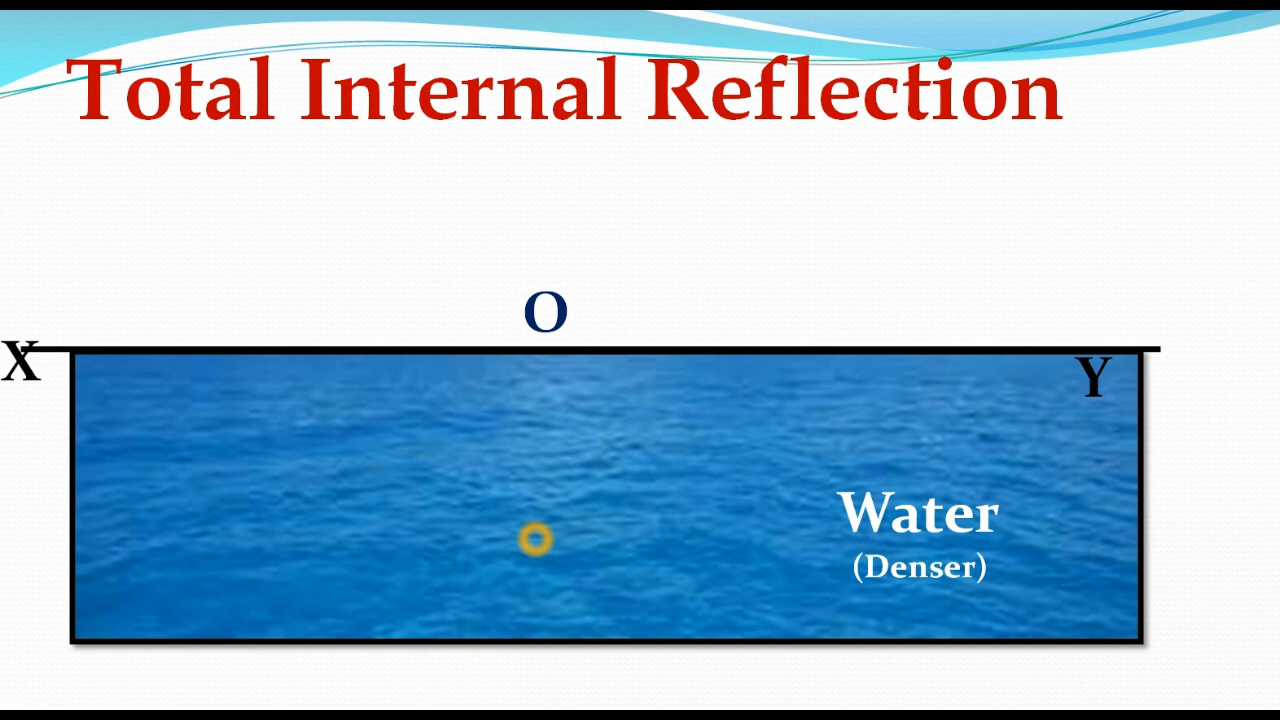 Total Internal Reflection
O
X
Y
Water
(Denser)